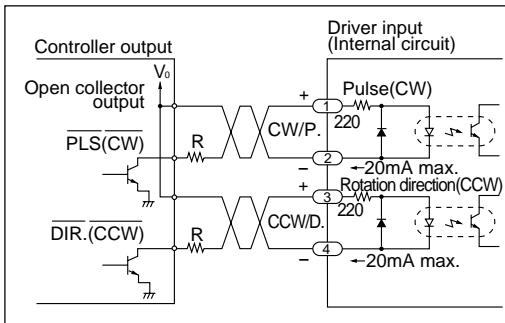 Controller output
Driver input
(Internal circuit)
V₀
Open collector
output
+
1
Pulse(CW)
220
PLS(CW)
R
CW/P.
2
−
20mA max.
+
3
Rotation direction(CCW)
220
DIR.(CCW)
R
CCW/D.
4
−
20mA max.